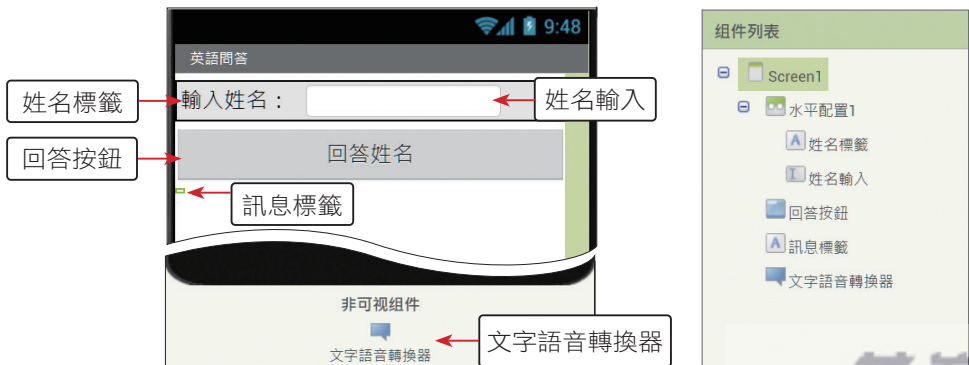 9:48
英語問答
姓名標籤
輸入姓名：
姓名輸入
回答按鈕
回答姓名
訊息標籤
非可视组件
文字語音轉換器
文字語音轉換器
组件列表
Screen1
水平配置1
姓名標籤
姓名輸入
回答按鈕
訊息標籤
文字語音轉換器